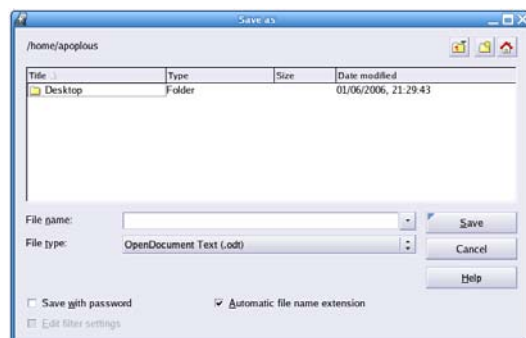 Save as
/home/apoplous
Title Type Size Date modified
Desktop Folder 01/06/2006, 21:29:43
File name: Save
File type: OpenDocument Text (.odt) Cancel
Help
Save with password Automatic file name extension
Edit filter settings